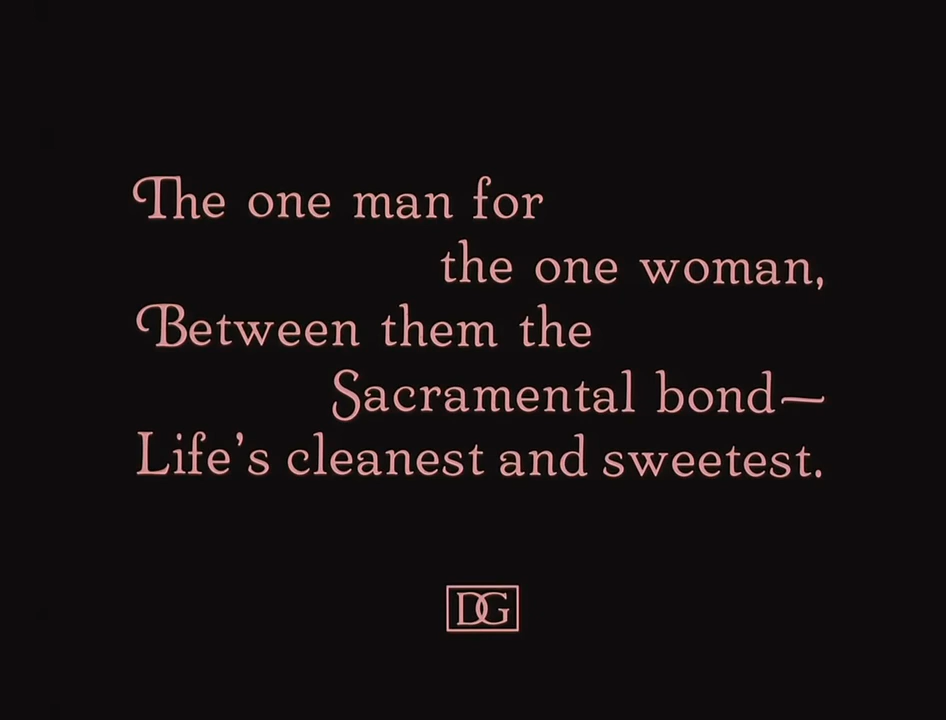 The one man for
the one woman,
Between them the
Sacramental bond—
Life's cleanest and sweetest.
DG